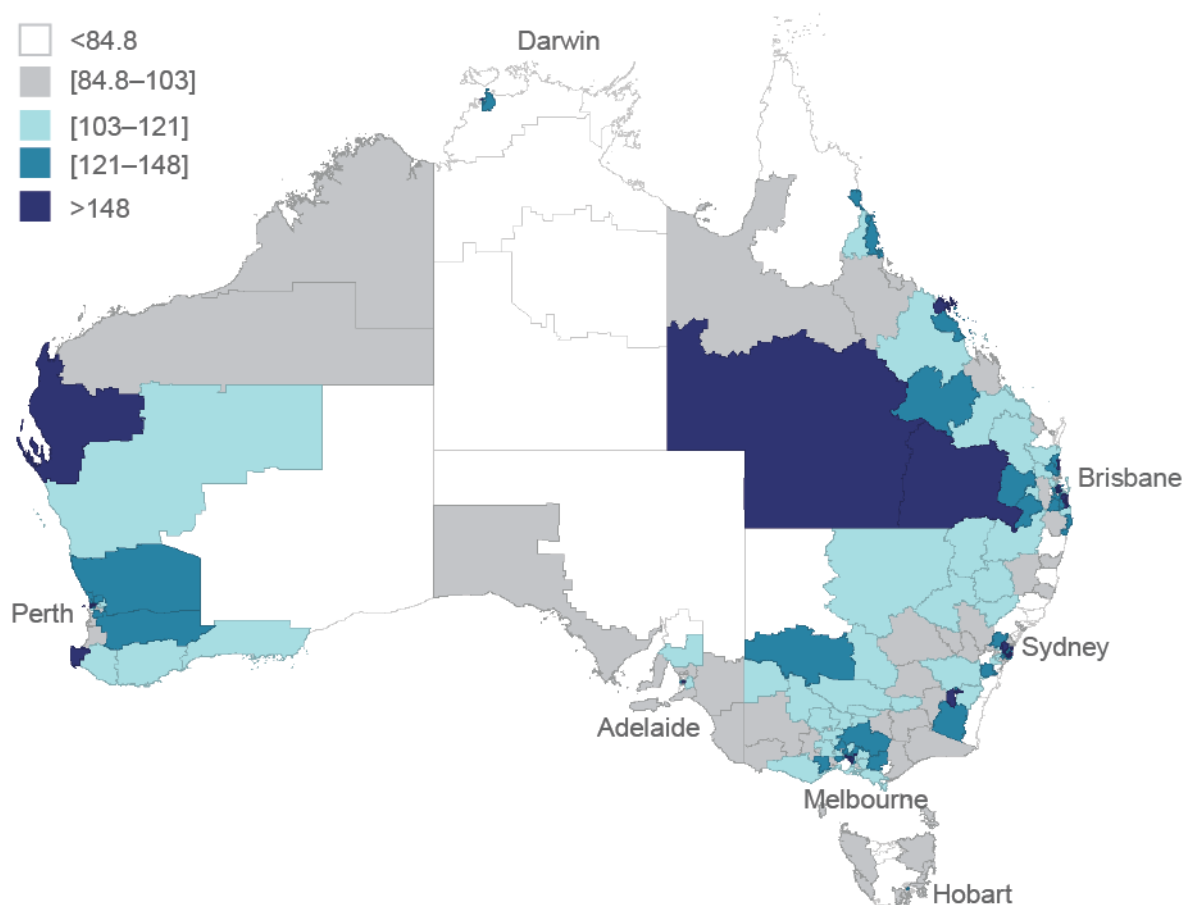 <84.8
[84.8–103]
[103–121]
[121–148]
>148
Darwin
Brisbane
Perth
Sydney
Adelaide
Melbourne
Hobart